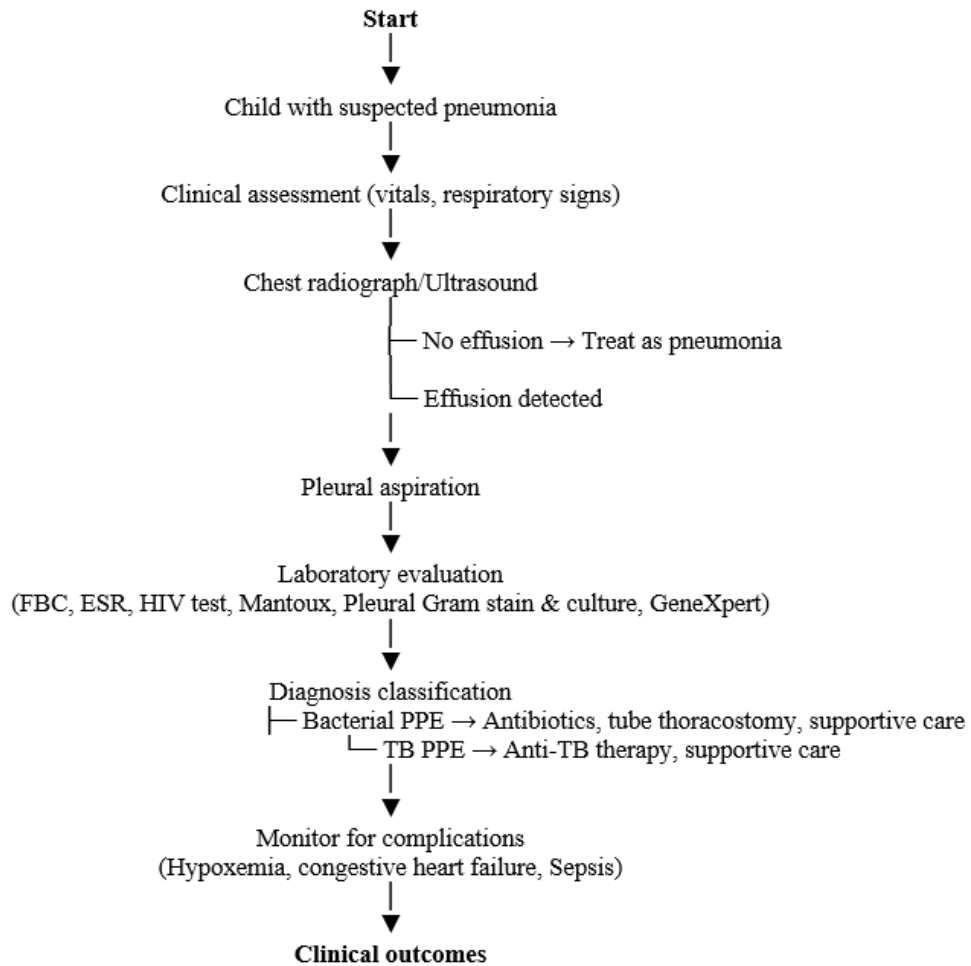 Start
Child with suspected pneumonia
Clinical assessment (vitals, respiratory signs)
Chest radiograph/Ultrasound
No effusion → Treat as pneumonia
Effusion detected
Pleural aspiration
Laboratory evaluation
(FBC, ESR, HIV test, Mantoux, Pleural Gram stain & culture, GeneXpert)
Diagnosis classification
Bacterial PPE → Antibiotics, tube thoracostomy, supportive care
TB PPE → Anti-TB therapy, supportive care
Monitor for complications
(Hypoxemia, congestive heart failure, Sepsis)
Clinical outcomes